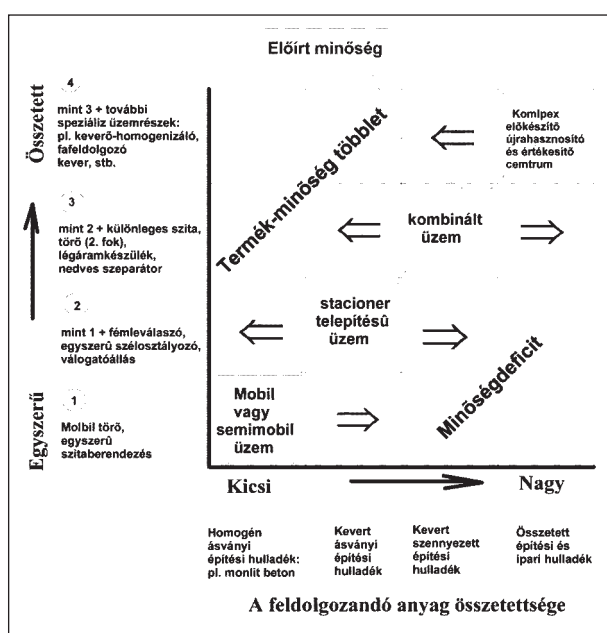 Előírt minőség
Összetett
4
mint 3 + további
speziáliz üzemrészek:
pl. keverő-homogenizáló,
fafeldolgozó
kever, stb.
3
mint 2 + különleges szita,
törő (2. fok),
légáramkészülék,
nedves szeparátor
2
mint 1 + fémleválaszó,
egyszerű szélosztályozó,
válogatóállás
Egyszerű
1
Molbil törő,
egyszerű
szitaberendezés
Termék-minőség többlet
Komlpex
előkészítő
újrahasznosító
és értékesítő
cemtrum
kombinált
üzem
stacioner
telepítésû
üzem
Minőségdeficit
Mobil
vagy
semimobil
üzem
Kicsi
Nagy
Homogén
ásványi
építési hulladék:
pl. monlit beton
Kevert
ásványi
építési
hulladék
Kevert
szennyezett
építési
hulladék
Összetett
építési és
ipari hulladék
A feldolgozandó anyag összetettsége